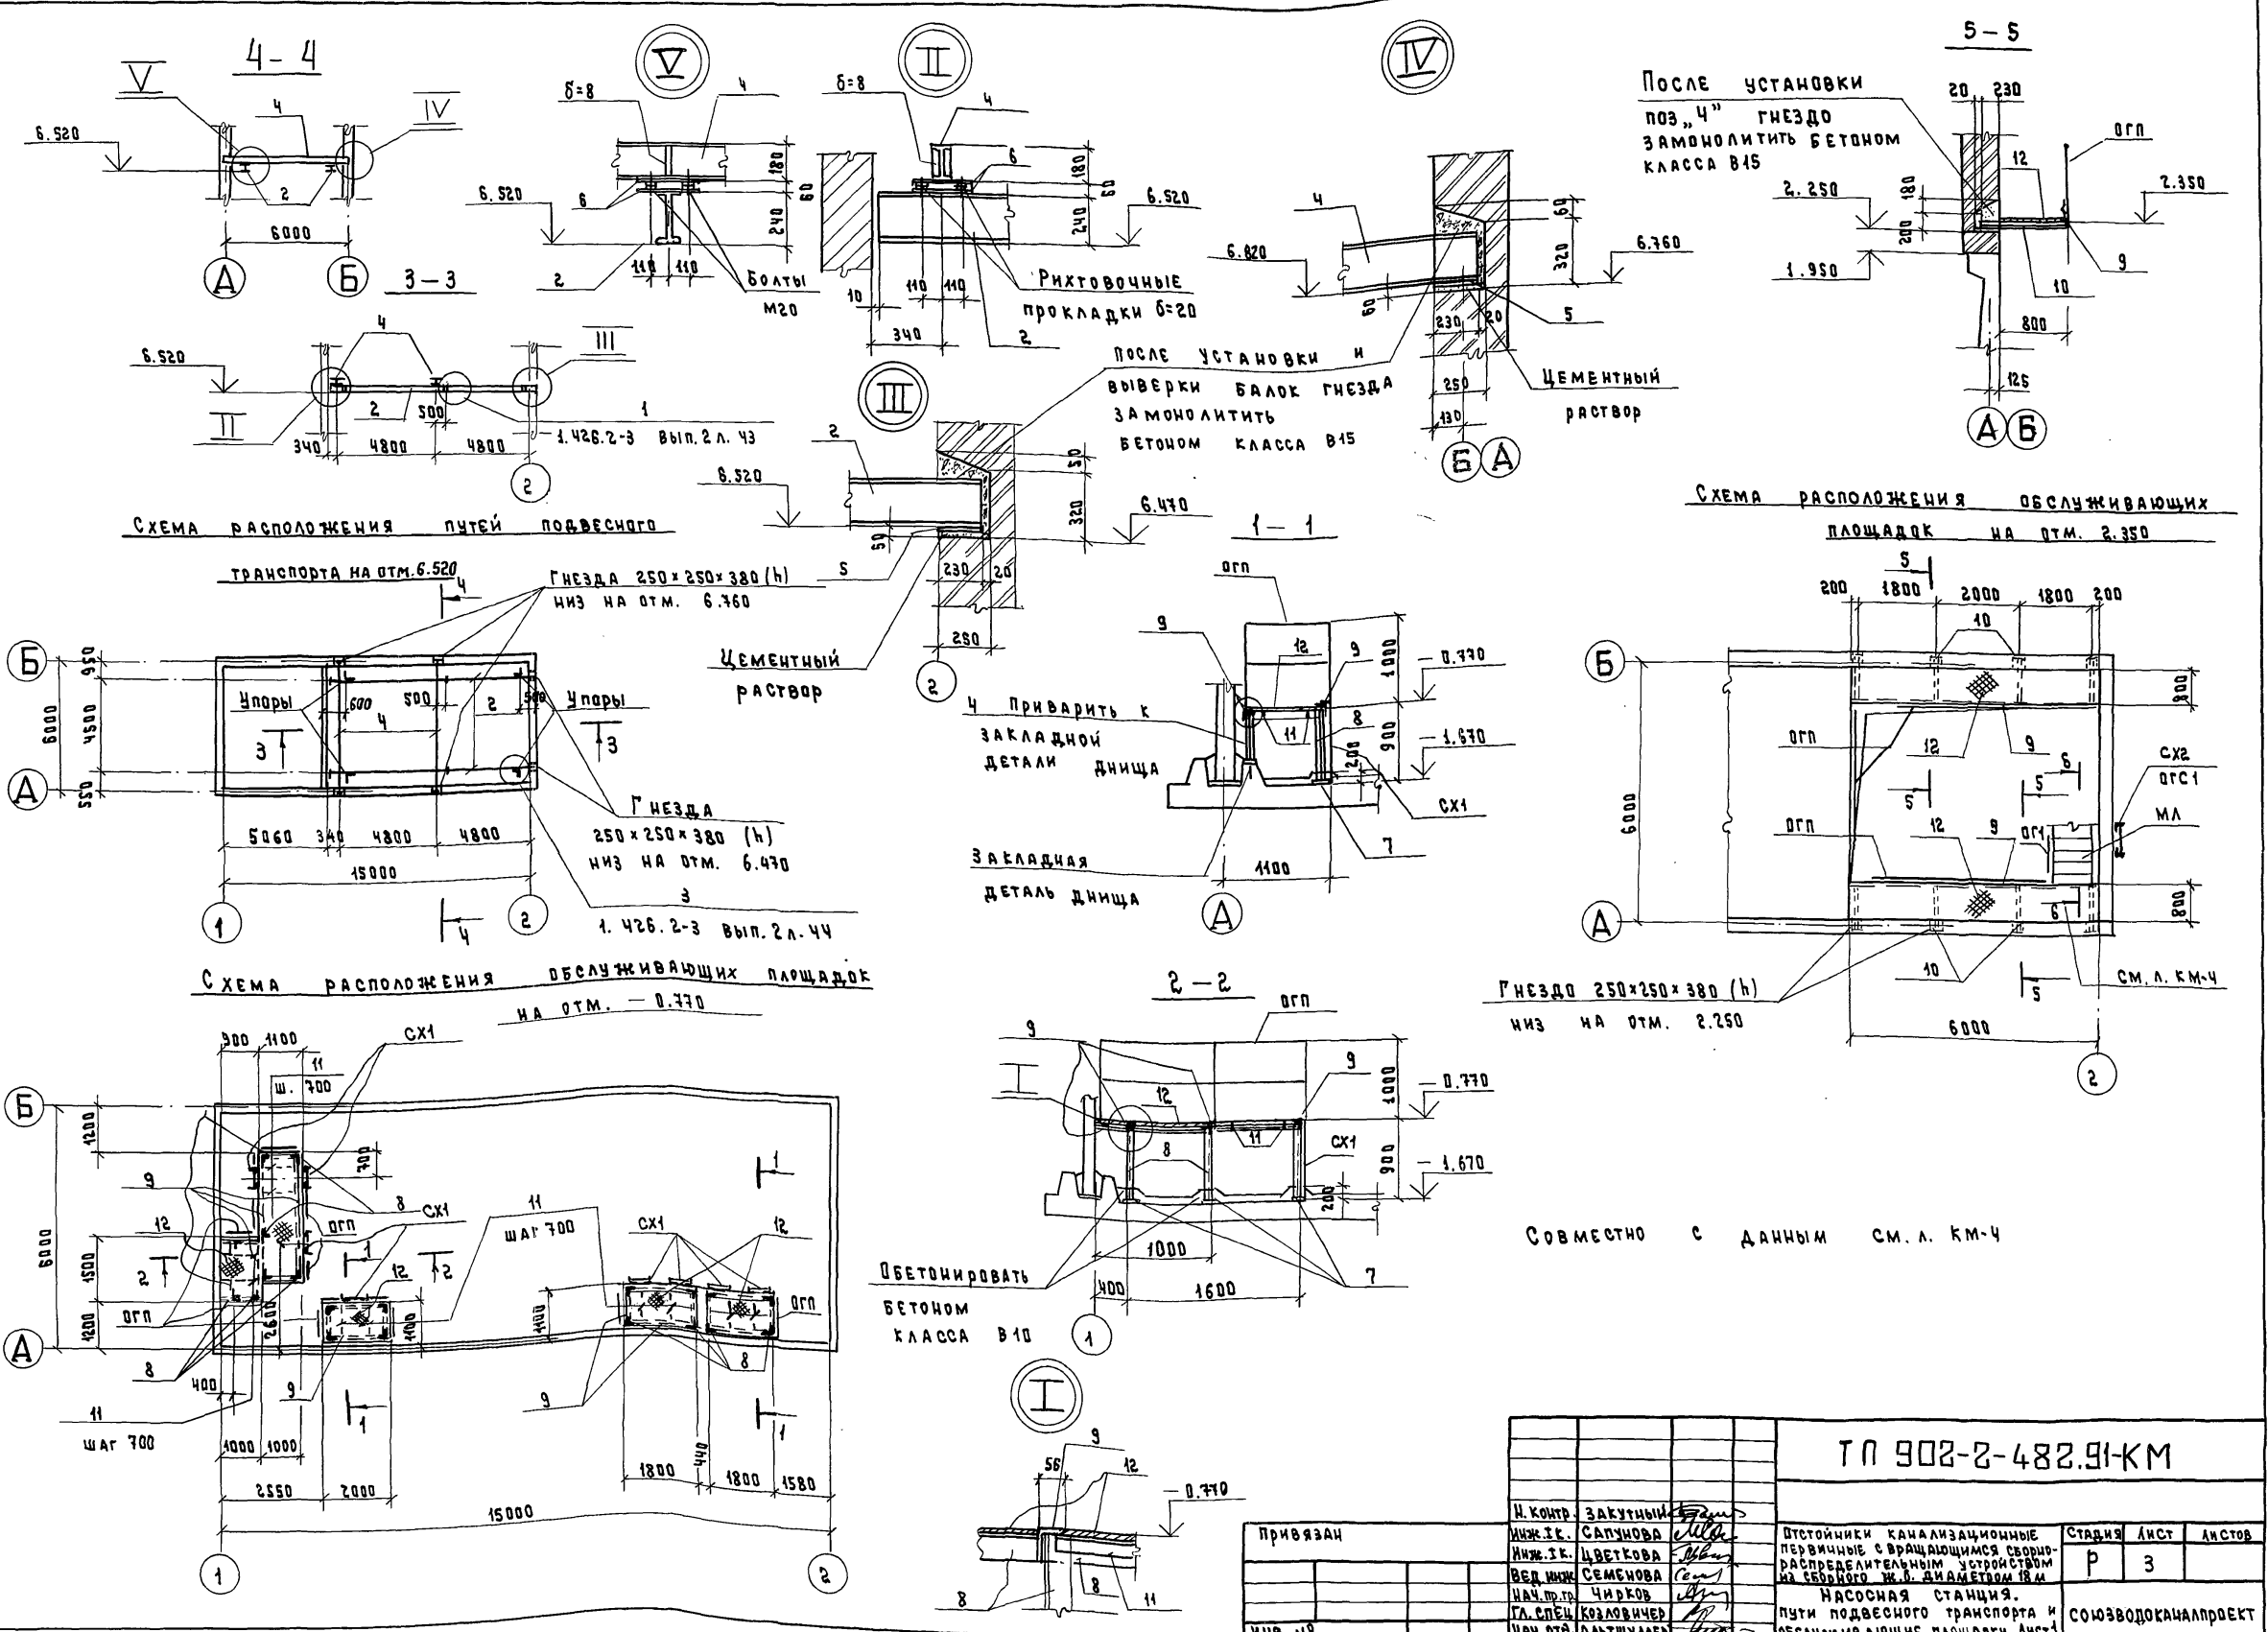 4-4
V
4
IV
6.520
2
6000
А
Б
3-3
4
6.520
III
II
2
500
1
1.426.2-3 вып.2 л. 43
340
4800
4800
2
V
δ=8
4
180
60
240
6
6.520
2
110
110
Болты
М20
II
δ=8
4
6
180
60
240
6.520
10
110
110
340
Рихтовочные
прокладки δ=20
2
IV
4
6.820
60
320
6.760
60
230
20
5
250
130
Цементный
раствор
Б
А
После установки и
выверки балок гнезда
замонолитить
бетоном класса В15
III
2
6.520
50
320
6.470
50
5
230
20
250
Цементный
раствор
2
5-5
После установки
поз „4" гнездо
замонолитить бетоном
класса В15
20
230
ОГП
12
2.250
180
2.350
200
1.950
9
10
800
125
А
Б
Схема расположения путей подвесного
транспорта на отм.6.520
4
Гнезда 250×250×380 (h)
низ на отм. 6.760
Б
950
6000
4500
550
А
Упоры
600
500
2
4
Упоры
3
3
5060
340
4800
4800
15000
1
2
4
Гнезда
250×250×380 (h)
низ на отм. 6.470
3
1.426.2-3 вып.2 л.44
1-1
ОГП
9
12
9
1000
-0.770
4 Приварить к
закладной
детали днища
11
8
900
200
-1.670
СХ1
7
Закладная
деталь днища
1100
А
Схема расположения обслуживающих
площадок на отм. 2.350
5
200
1800
2000
1800
200
10
Б
800
ОГП
12
9
СХ2
ОГС1
6
5
5
МЛ
6000
ОГП
12
9
ОГ1
6
800
А
10
5
см. л. КМ-4
Гнездо 250×250×380 (h)
низ на отм. 2.250
6000
2
Схема расположения обслуживающих площадок
на отм. -0.770
900
1100
СХ1
11
ш. 700
Б
1200
700
1
9
8
12
ОГП
СХ1
11
шаг 700
СХ1
12
6000
1500
2
1
2
12
ОГП
2600
1100
1100
ОГП
1200
А
8
400
9
8
9
11
шаг 700
1
1
1000
1000
1800
440
1800
1580
2550
2000
15000
1
2
2-2
ОГП
9
I
9
12
1000
-0.770
11
8
СХ1
900
-1.670
200
1000
Обетонировать
бетоном
класса В10
400
1600
7
1
I
9
56
12
-0.770
8
8
11
Совместно с данным см. л. КМ-4
ТП 902-2-482.91-КМ
Привязан
Н.контр. Закутный
Инж.IК. Сапунова
Инж.IК. Цветкова
Вед.инж Семенова
Нач.пр.гр. Чирков
Гл.спец Козловичер
Отстойники канализационные
первичные с вращающимся сборно-
распределительным устройством
из сборного ж.б. диаметром 18 м
Стадия Лист Листов
Р 3
Насосная станция.
Пути подвесного транспорта и
обслуживающие площадки. Лист 1
Союзводоканалпроект